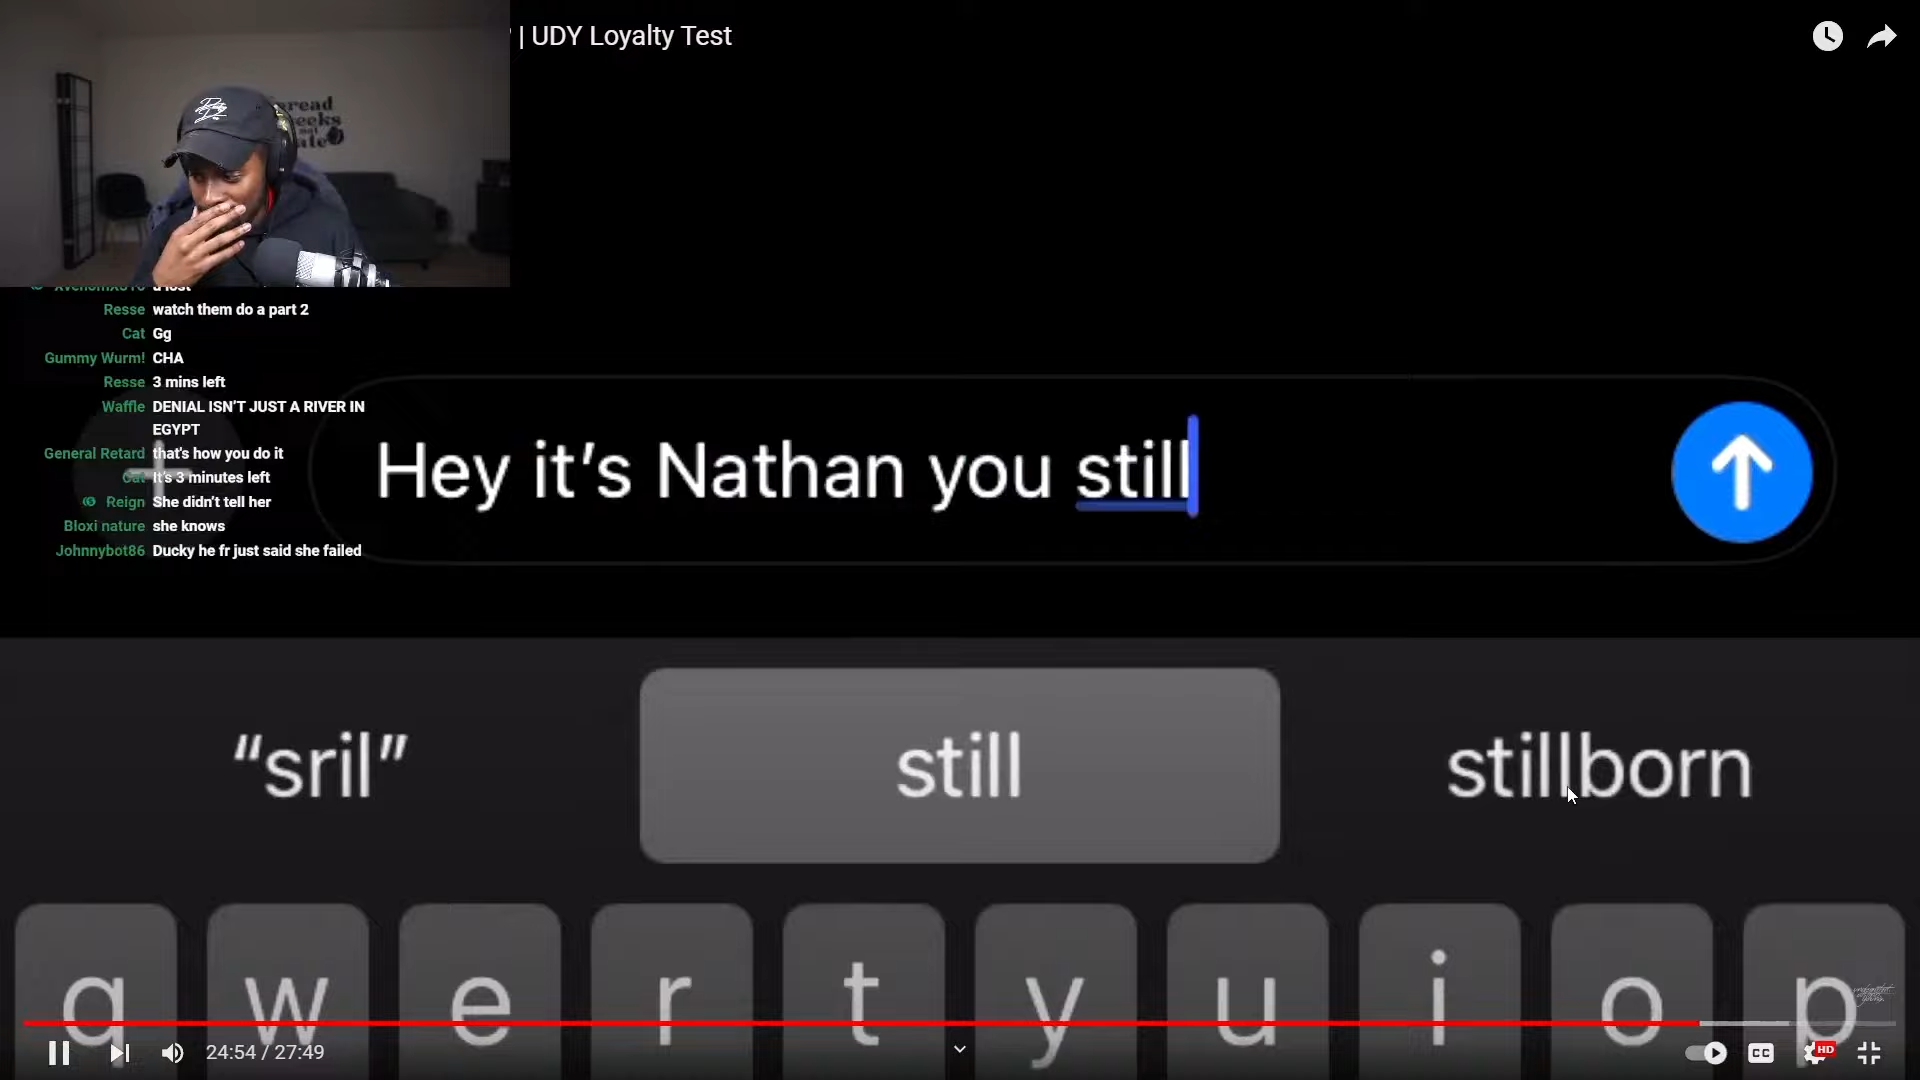 | UDY Loyalty Test
u lost
Resse watch them do a part 2
Cat Gg
Gummy Wurm! CHA
Resse 3 mins left
Waffle DENIAL ISN'T JUST A RIVER IN
EGYPT
General Retard that's how you do it
Cat It's 3 minutes left
Reign She didn't tell her
Bloxi nature she knows
Johnnybot86 Ducky he fr just said she failed
Hey it’s Nathan you still
“sril” still stillborn
q w e r t y u i o p
24:54 / 27:49
CC HD